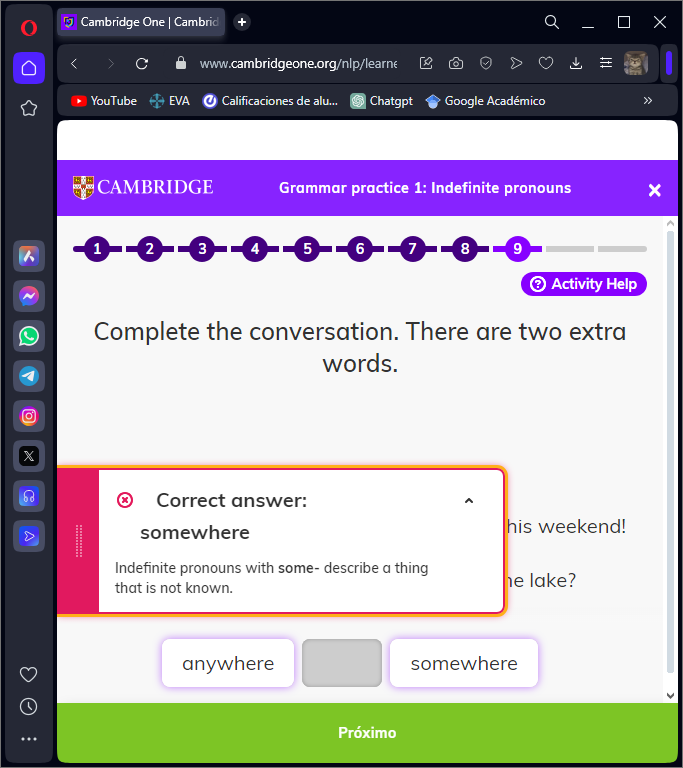 Cambridge One | Cambrid
www.cambridgeone.org/nlp/learne
YouTube EVA Calificaciones de alu... Chatgpt Google Académico »
CAMBRIDGE Grammar practice 1: Indefinite pronouns
1 2 3 4 5 6 7 8 9
Activity Help
Complete the conversation. There are two extra
words.
Correct answer:
somewhere
Indefinite pronouns with some- describe a thing
that is not known.
his weekend!
ne lake?
anywhere somewhere
Próximo